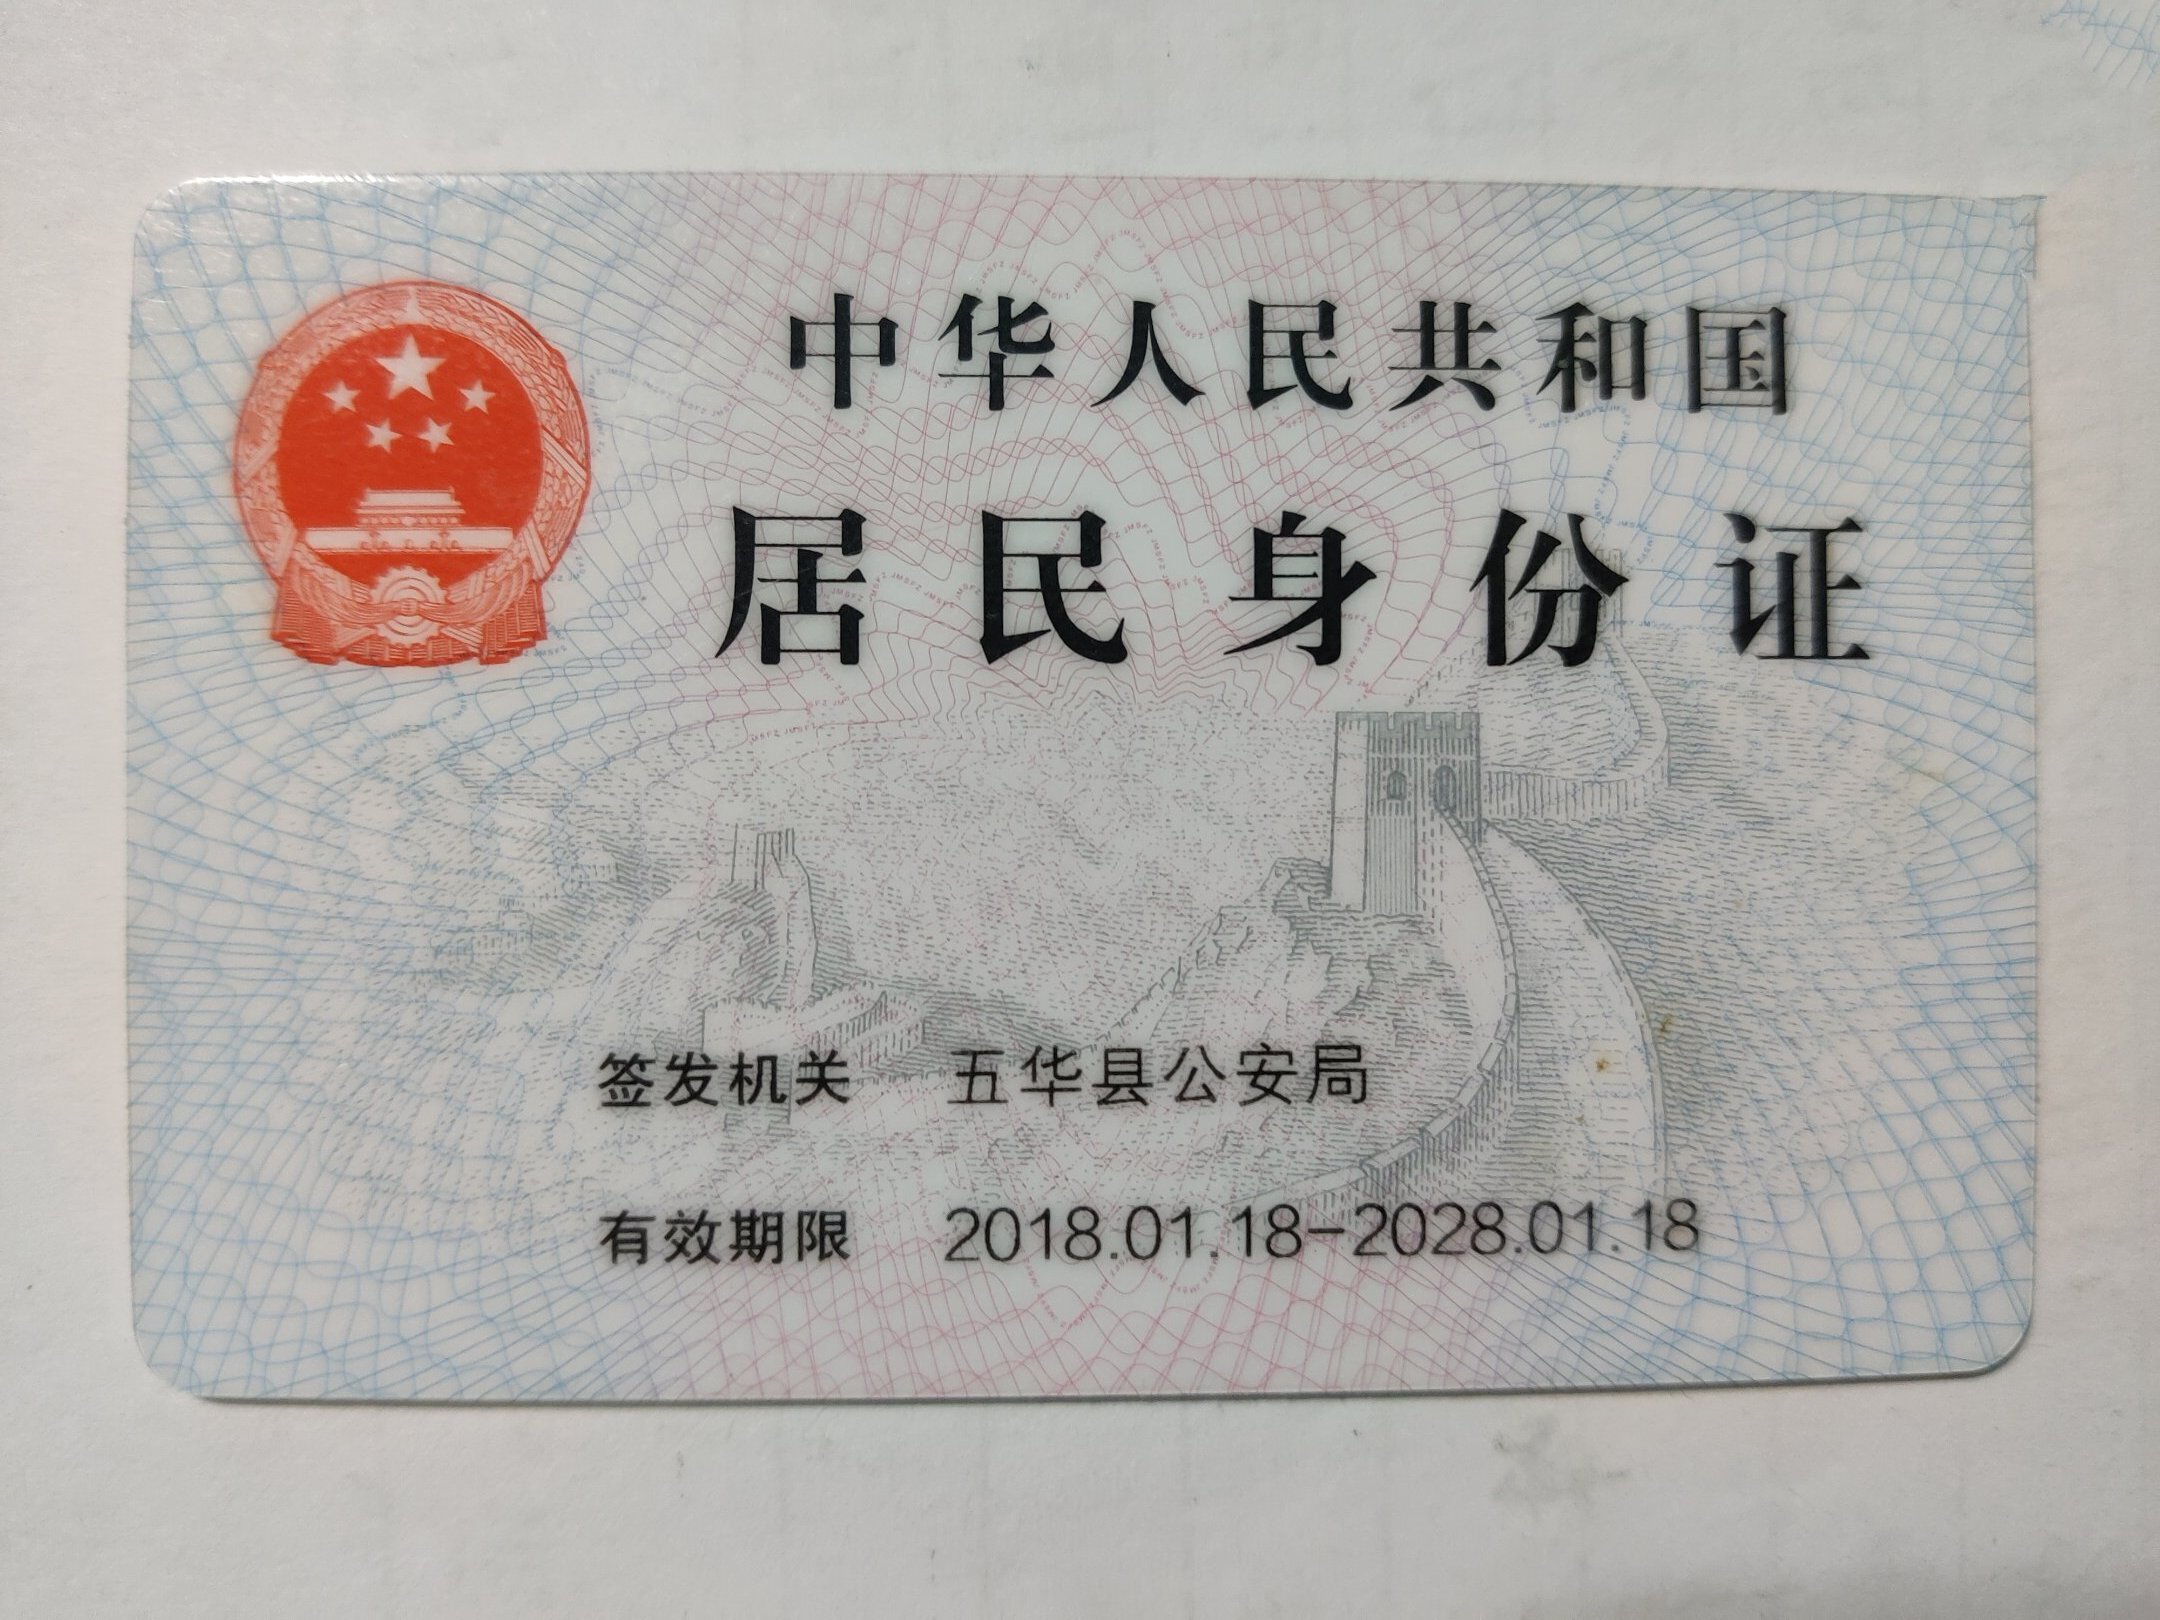 中华人民共和国
居民身份证
签发机关 五华县公安局
有效期限 2018.01.18-2028.01.18